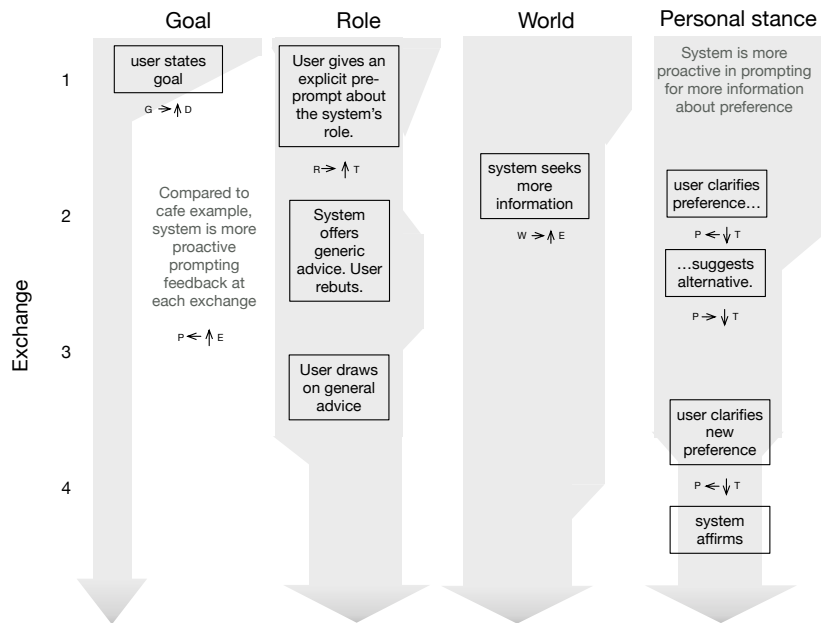 Goal
Role
World
Personal stance
Exchange
1
2
3
4
user states
goal
G D
Compared to
cafe example,
system is more
proactive
prompting
feedback at
each exchange
P E
User gives an
explicit pre-
prompt about
the system's
role.
R T
System
offers
generic
advice. User
rebuts.
User draws
on general
advice
system seeks
more
information
W E
System is more
proactive in prompting
for more information
about preference
user clarifies
preference…
P T
…suggests
alternative.
P T
user clarifies
new
preference
P T
system
affirms